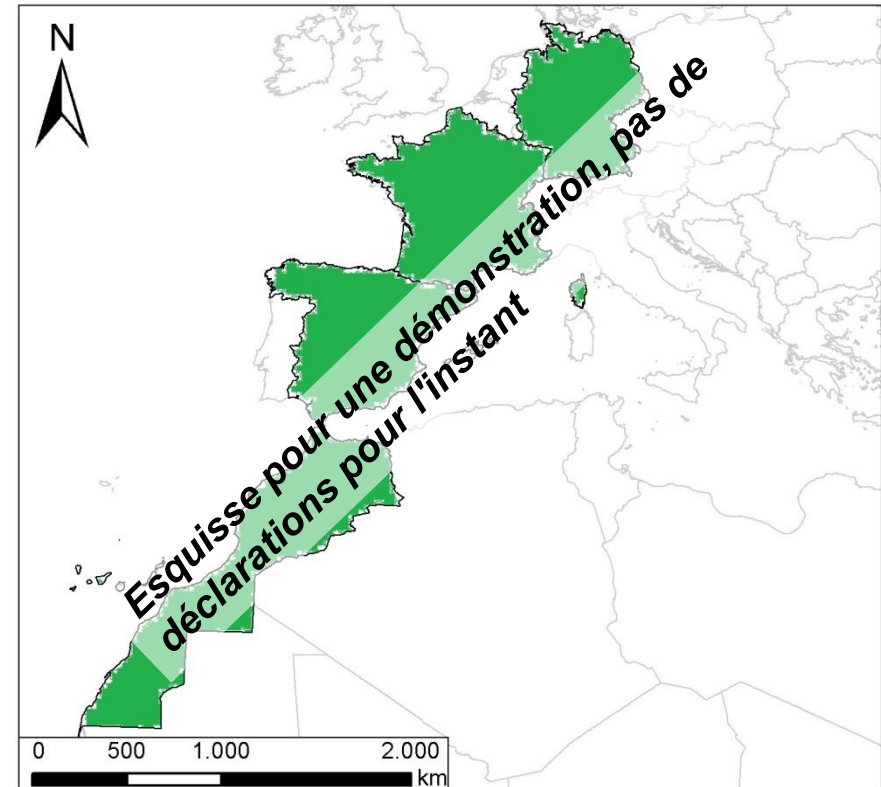 N
Esquisse pour une démonstration, pas de
déclarations pour l'instant
0 500 1.000 2.000
km